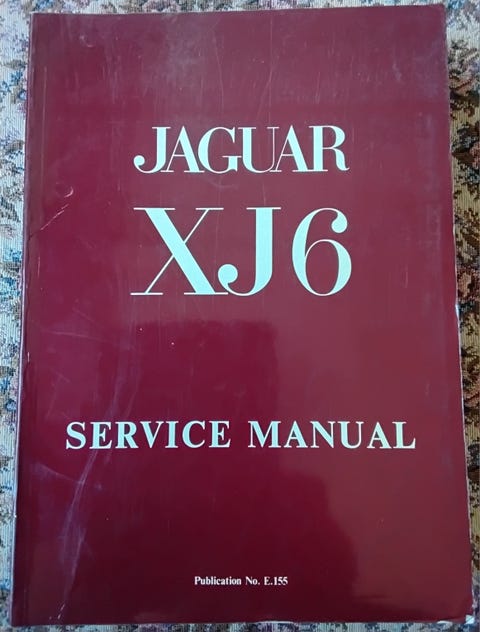 JAGUAR
XJ6
SERVICE MANUAL
Publication No. E.155